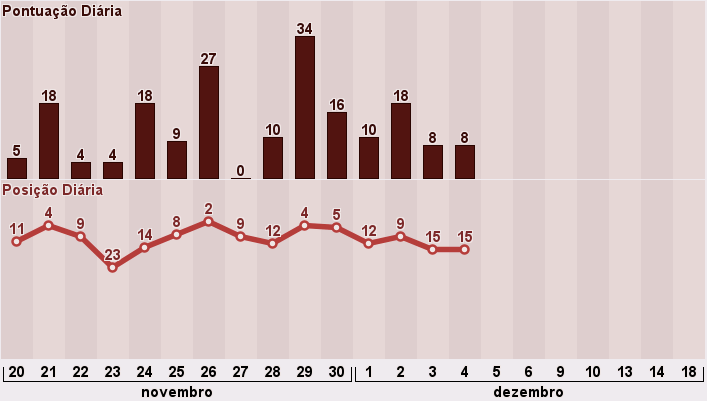 Pontuação Diária
5 18 4 4 18 9 27 0 10 34 16 10 18 8 8
Posição Diária
11 4 9 23 14 8 2 9 12 4 5 12 9 15 15
20 21 22 23 24 25 26 27 28 29 30 1 2 3 4 5 6 9 10 13 14 18
novembro dezembro